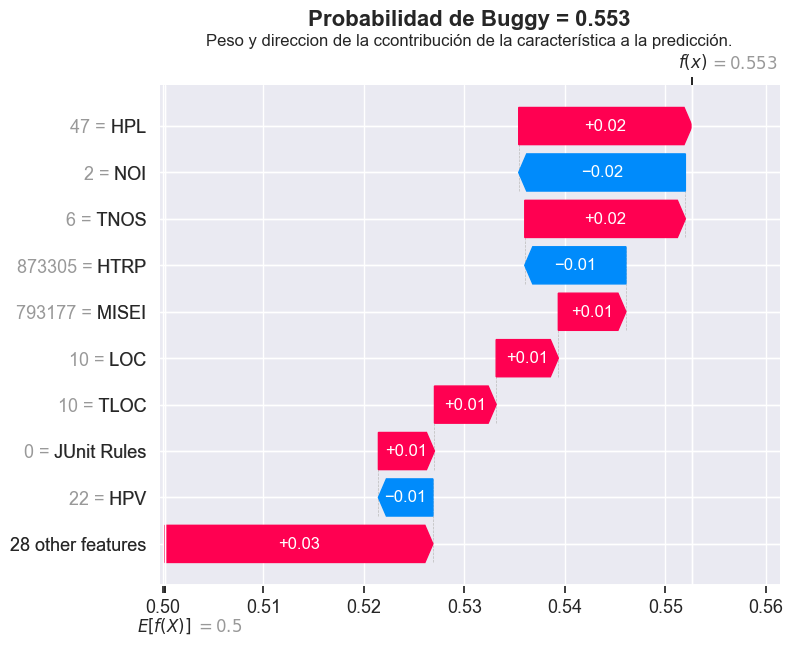 Probabilidad de Buggy = 0.553
Peso y direccion de la ccontribución de la característica a la predicción.
f(x) = 0.553
47 = HPL +0.02
2 = NOI −0.02
6 = TNOS +0.02
873305 = HTRP −0.01
793177 = MISEI +0.01
10 = LOC +0.01
10 = TLOC +0.01
0 = JUnit Rules +0.01
22 = HPV −0.01
28 other features +0.03
0.50 0.51 0.52 0.53 0.54 0.55 0.56
E[f(X)] = 0.5